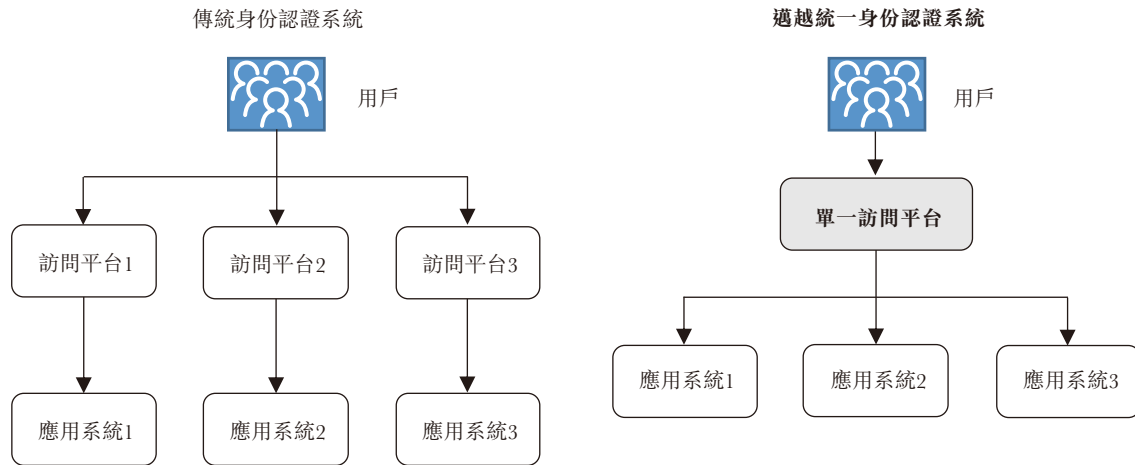 傳統身份認證系統
用戶
訪問平台1
訪問平台2
訪問平台3
應用系統1
應用系統2
應用系統3
邁越統一身份認證系統
用戶
單一訪問平台
應用系統1
應用系統2
應用系統3